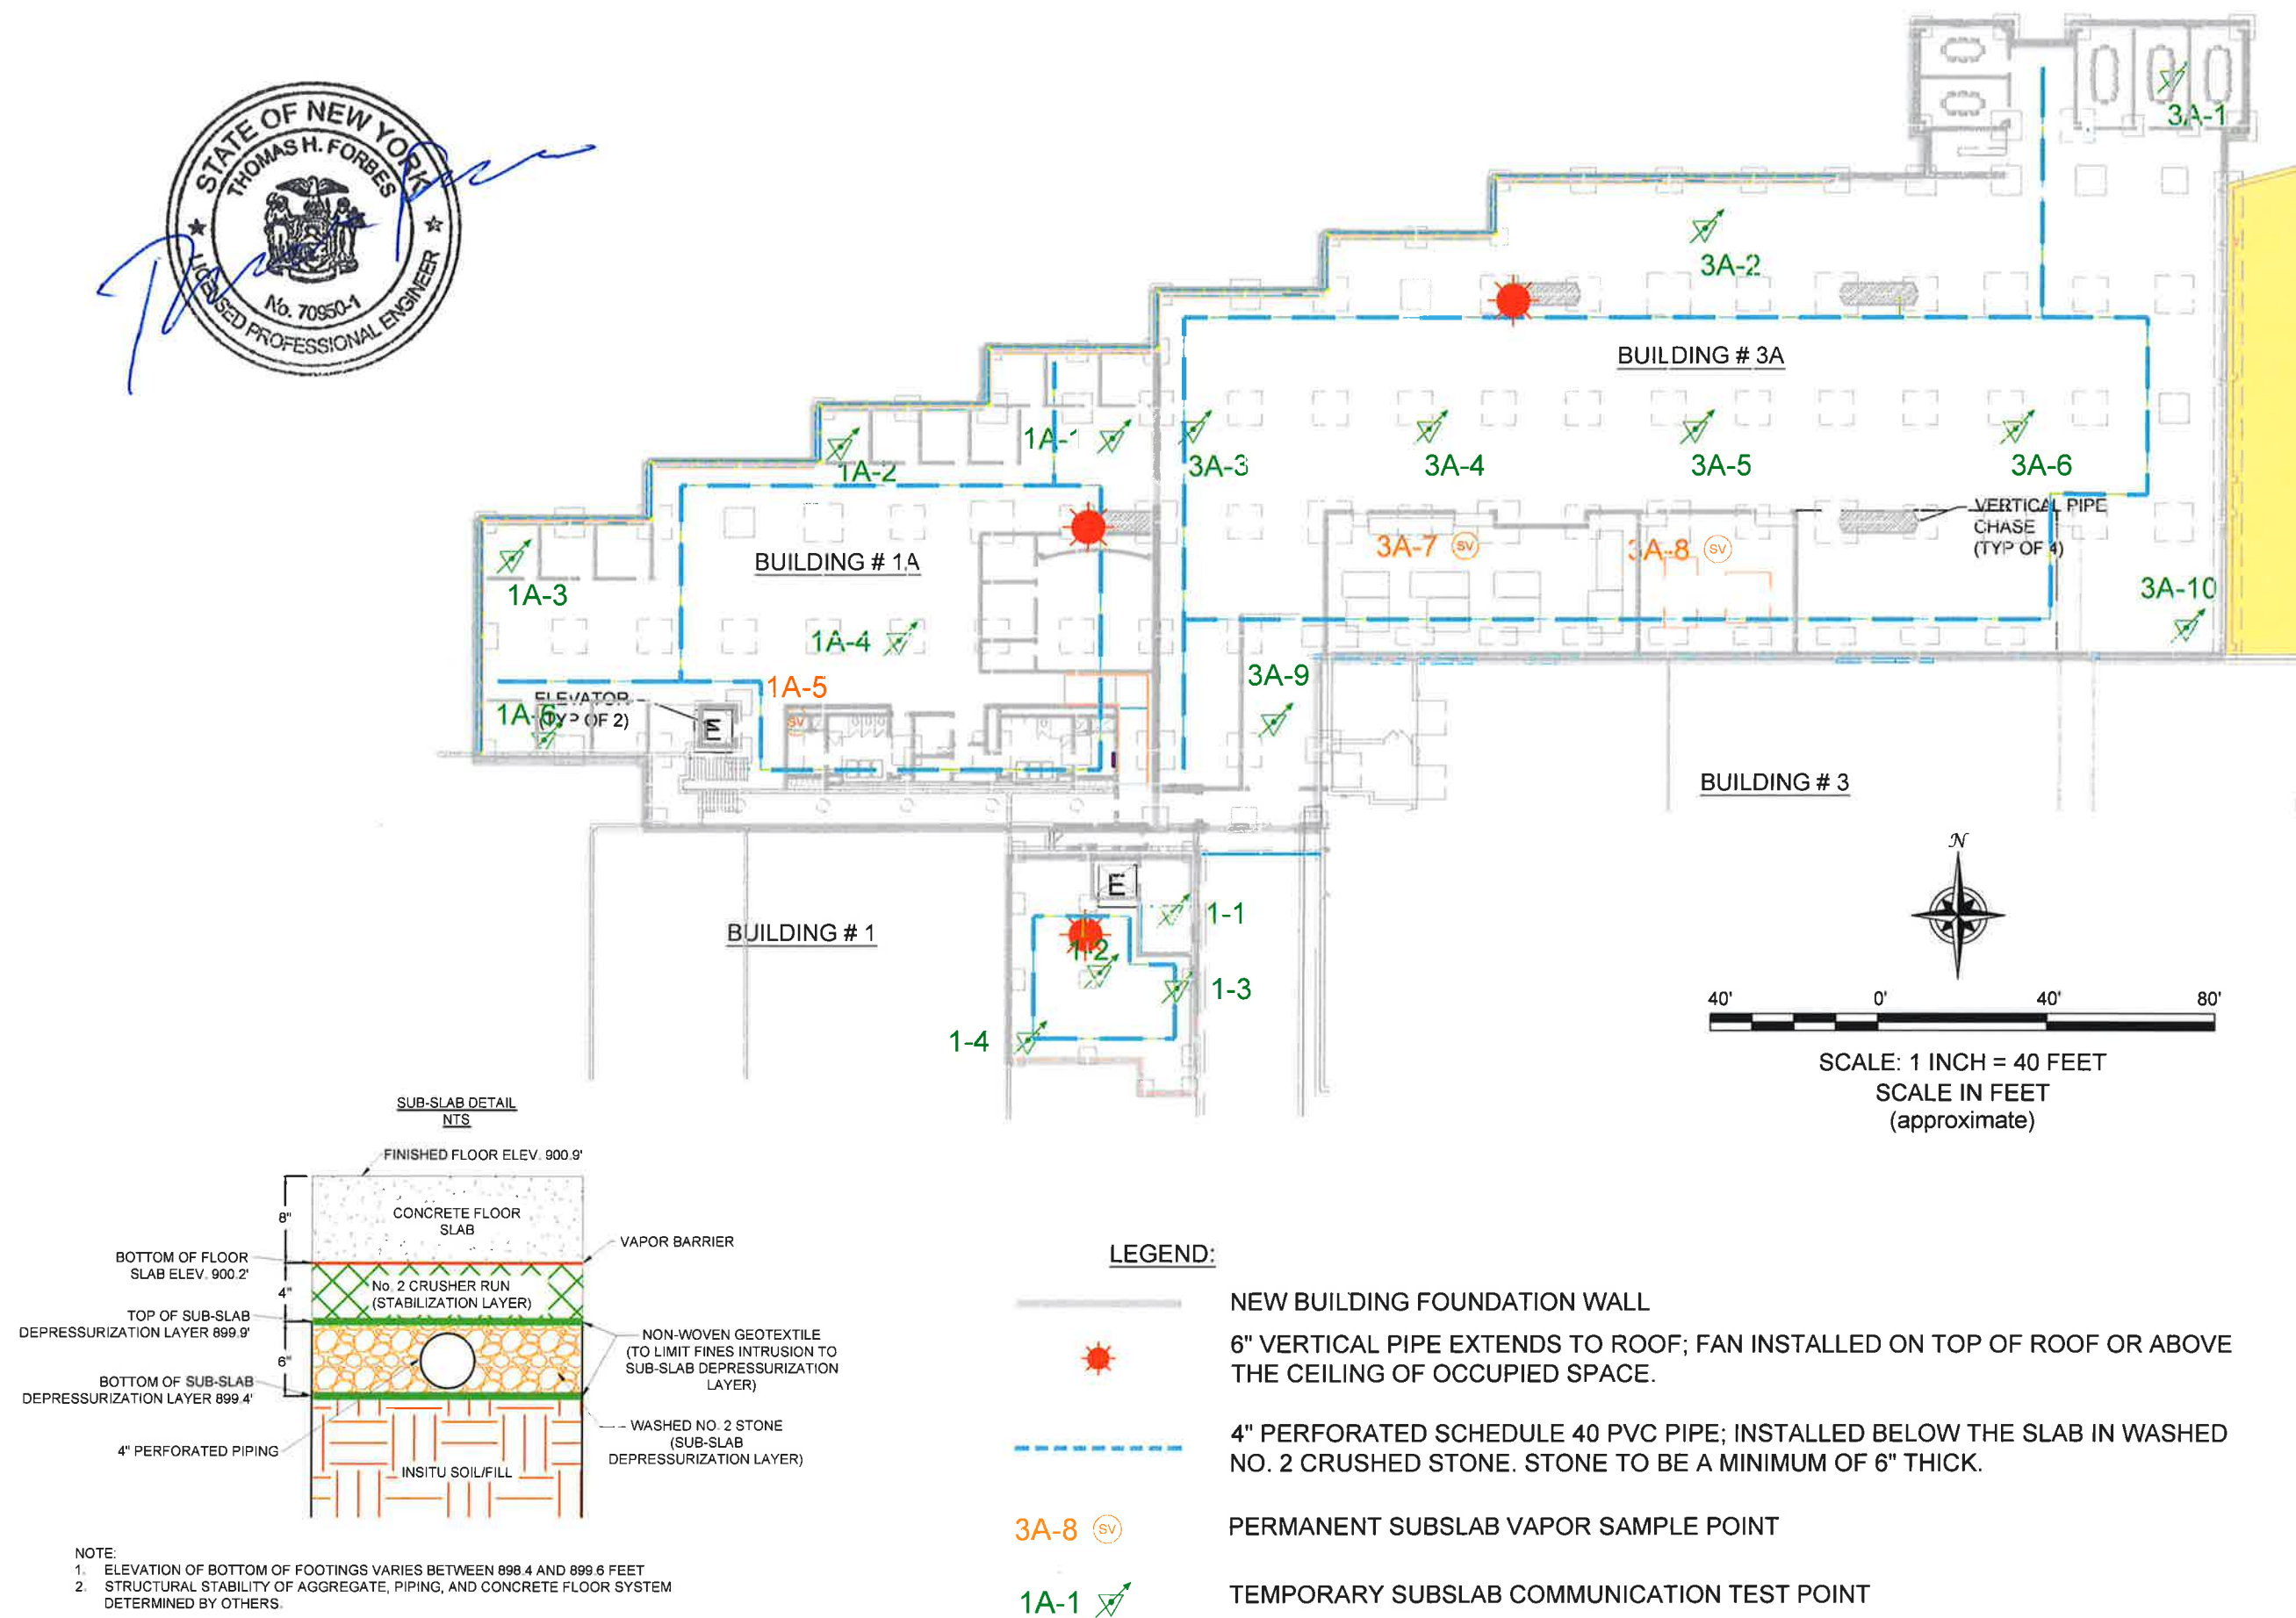 STATE OF NEW YORK
THOMAS H. FORBES
No. 70950-1
LICENSED PROFESSIONAL ENGINEER
3A-1
3A-2
BUILDING # 3A
1A-1
1A-2
3A-3
3A-4
3A-5
3A-6
VERTICAL PIPE
CHASE
(TYP OF 4)
3A-7 SV
3A-8 SV
BUILDING # 1A
1A-3
3A-10
1A-4
3A-9
1A-5
SV
ELEVATOR
(TYP OF 2)
1A-6
E
BUILDING # 3
E
1-1
BUILDING # 1
1-2
1-3
1-4
N
40'
0'
40'
80'
SCALE: 1 INCH = 40 FEET
SCALE IN FEET
(approximate)
SUB-SLAB DETAIL
NTS
FINISHED FLOOR ELEV. 900.9'
8"
CONCRETE FLOOR
SLAB
VAPOR BARRIER
BOTTOM OF FLOOR
SLAB ELEV. 900.2'
4"
No. 2 CRUSHER RUN
(STABILIZATION LAYER)
TOP OF SUB-SLAB
DEPRESSURIZATION LAYER 899.9'
NON-WOVEN GEOTEXTILE
(TO LIMIT FINES INTRUSION TO
SUB-SLAB DEPRESSURIZATION
LAYER)
6"
BOTTOM OF SUB-SLAB
DEPRESSURIZATION LAYER 899.4'
WASHED NO. 2 STONE
(SUB-SLAB
DEPRESSURIZATION LAYER)
4" PERFORATED PIPING
INSITU SOIL/FILL
NOTE:
1. ELEVATION OF BOTTOM OF FOOTINGS VARIES BETWEEN 898.4 AND 899.6 FEET
2. STRUCTURAL STABILITY OF AGGREGATE, PIPING, AND CONCRETE FLOOR SYSTEM
DETERMINED BY OTHERS.
LEGEND:
NEW BUILDING FOUNDATION WALL
6" VERTICAL PIPE EXTENDS TO ROOF; FAN INSTALLED ON TOP OF ROOF OR ABOVE
THE CEILING OF OCCUPIED SPACE.
4" PERFORATED SCHEDULE 40 PVC PIPE; INSTALLED BELOW THE SLAB IN WASHED
NO. 2 CRUSHED STONE. STONE TO BE A MINIMUM OF 6" THICK.
3A-8 SV PERMANENT SUBSLAB VAPOR SAMPLE POINT
1A-1 TEMPORARY SUBSLAB COMMUNICATION TEST POINT